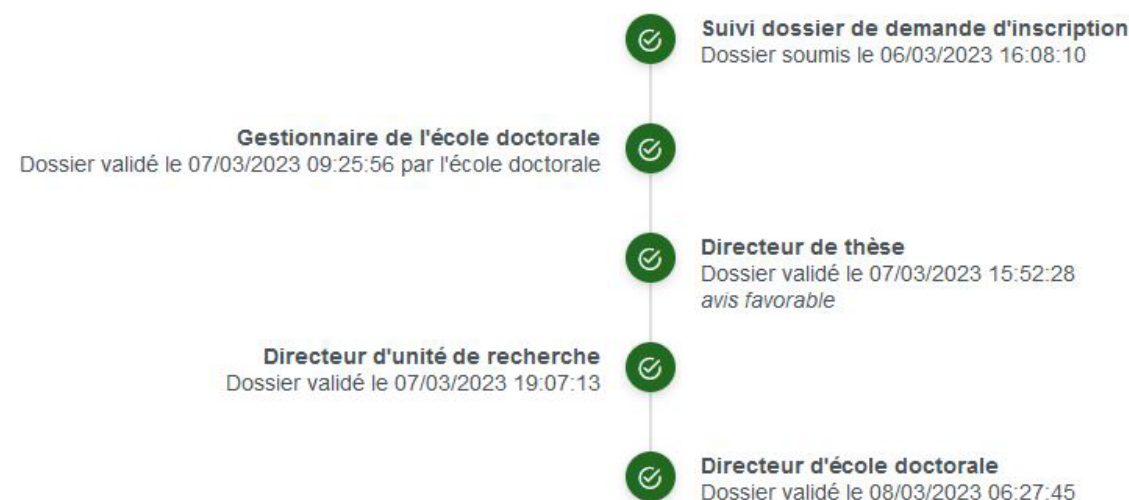 Suivi dossier de demande d'inscription
Dossier soumis le 06/03/2023 16:08:10
Gestionnaire de l'école doctorale
Dossier validé le 07/03/2023 09:25:56 par l'école doctorale
Directeur de thèse
Dossier validé le 07/03/2023 15:52:28
avis favorable
Directeur d'unité de recherche
Dossier validé le 07/03/2023 19:07:13
Directeur d'école doctorale
Dossier validé le 08/03/2023 06:27:45